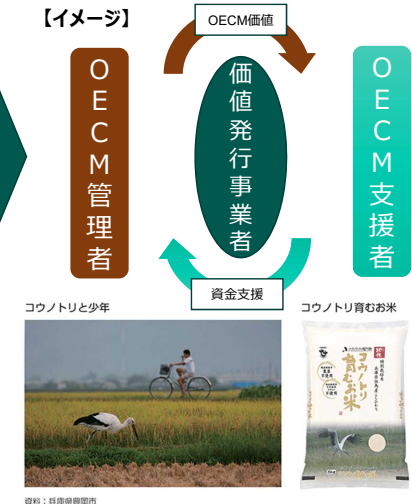 【イメージ】
OECM価値
OECM管理者
価値発行事業者
OECM支援者
資金支援
コウノトリと少年
コウノトリ育むお米
コウノトリ
育むお米
資料：兵庫県豊岡市